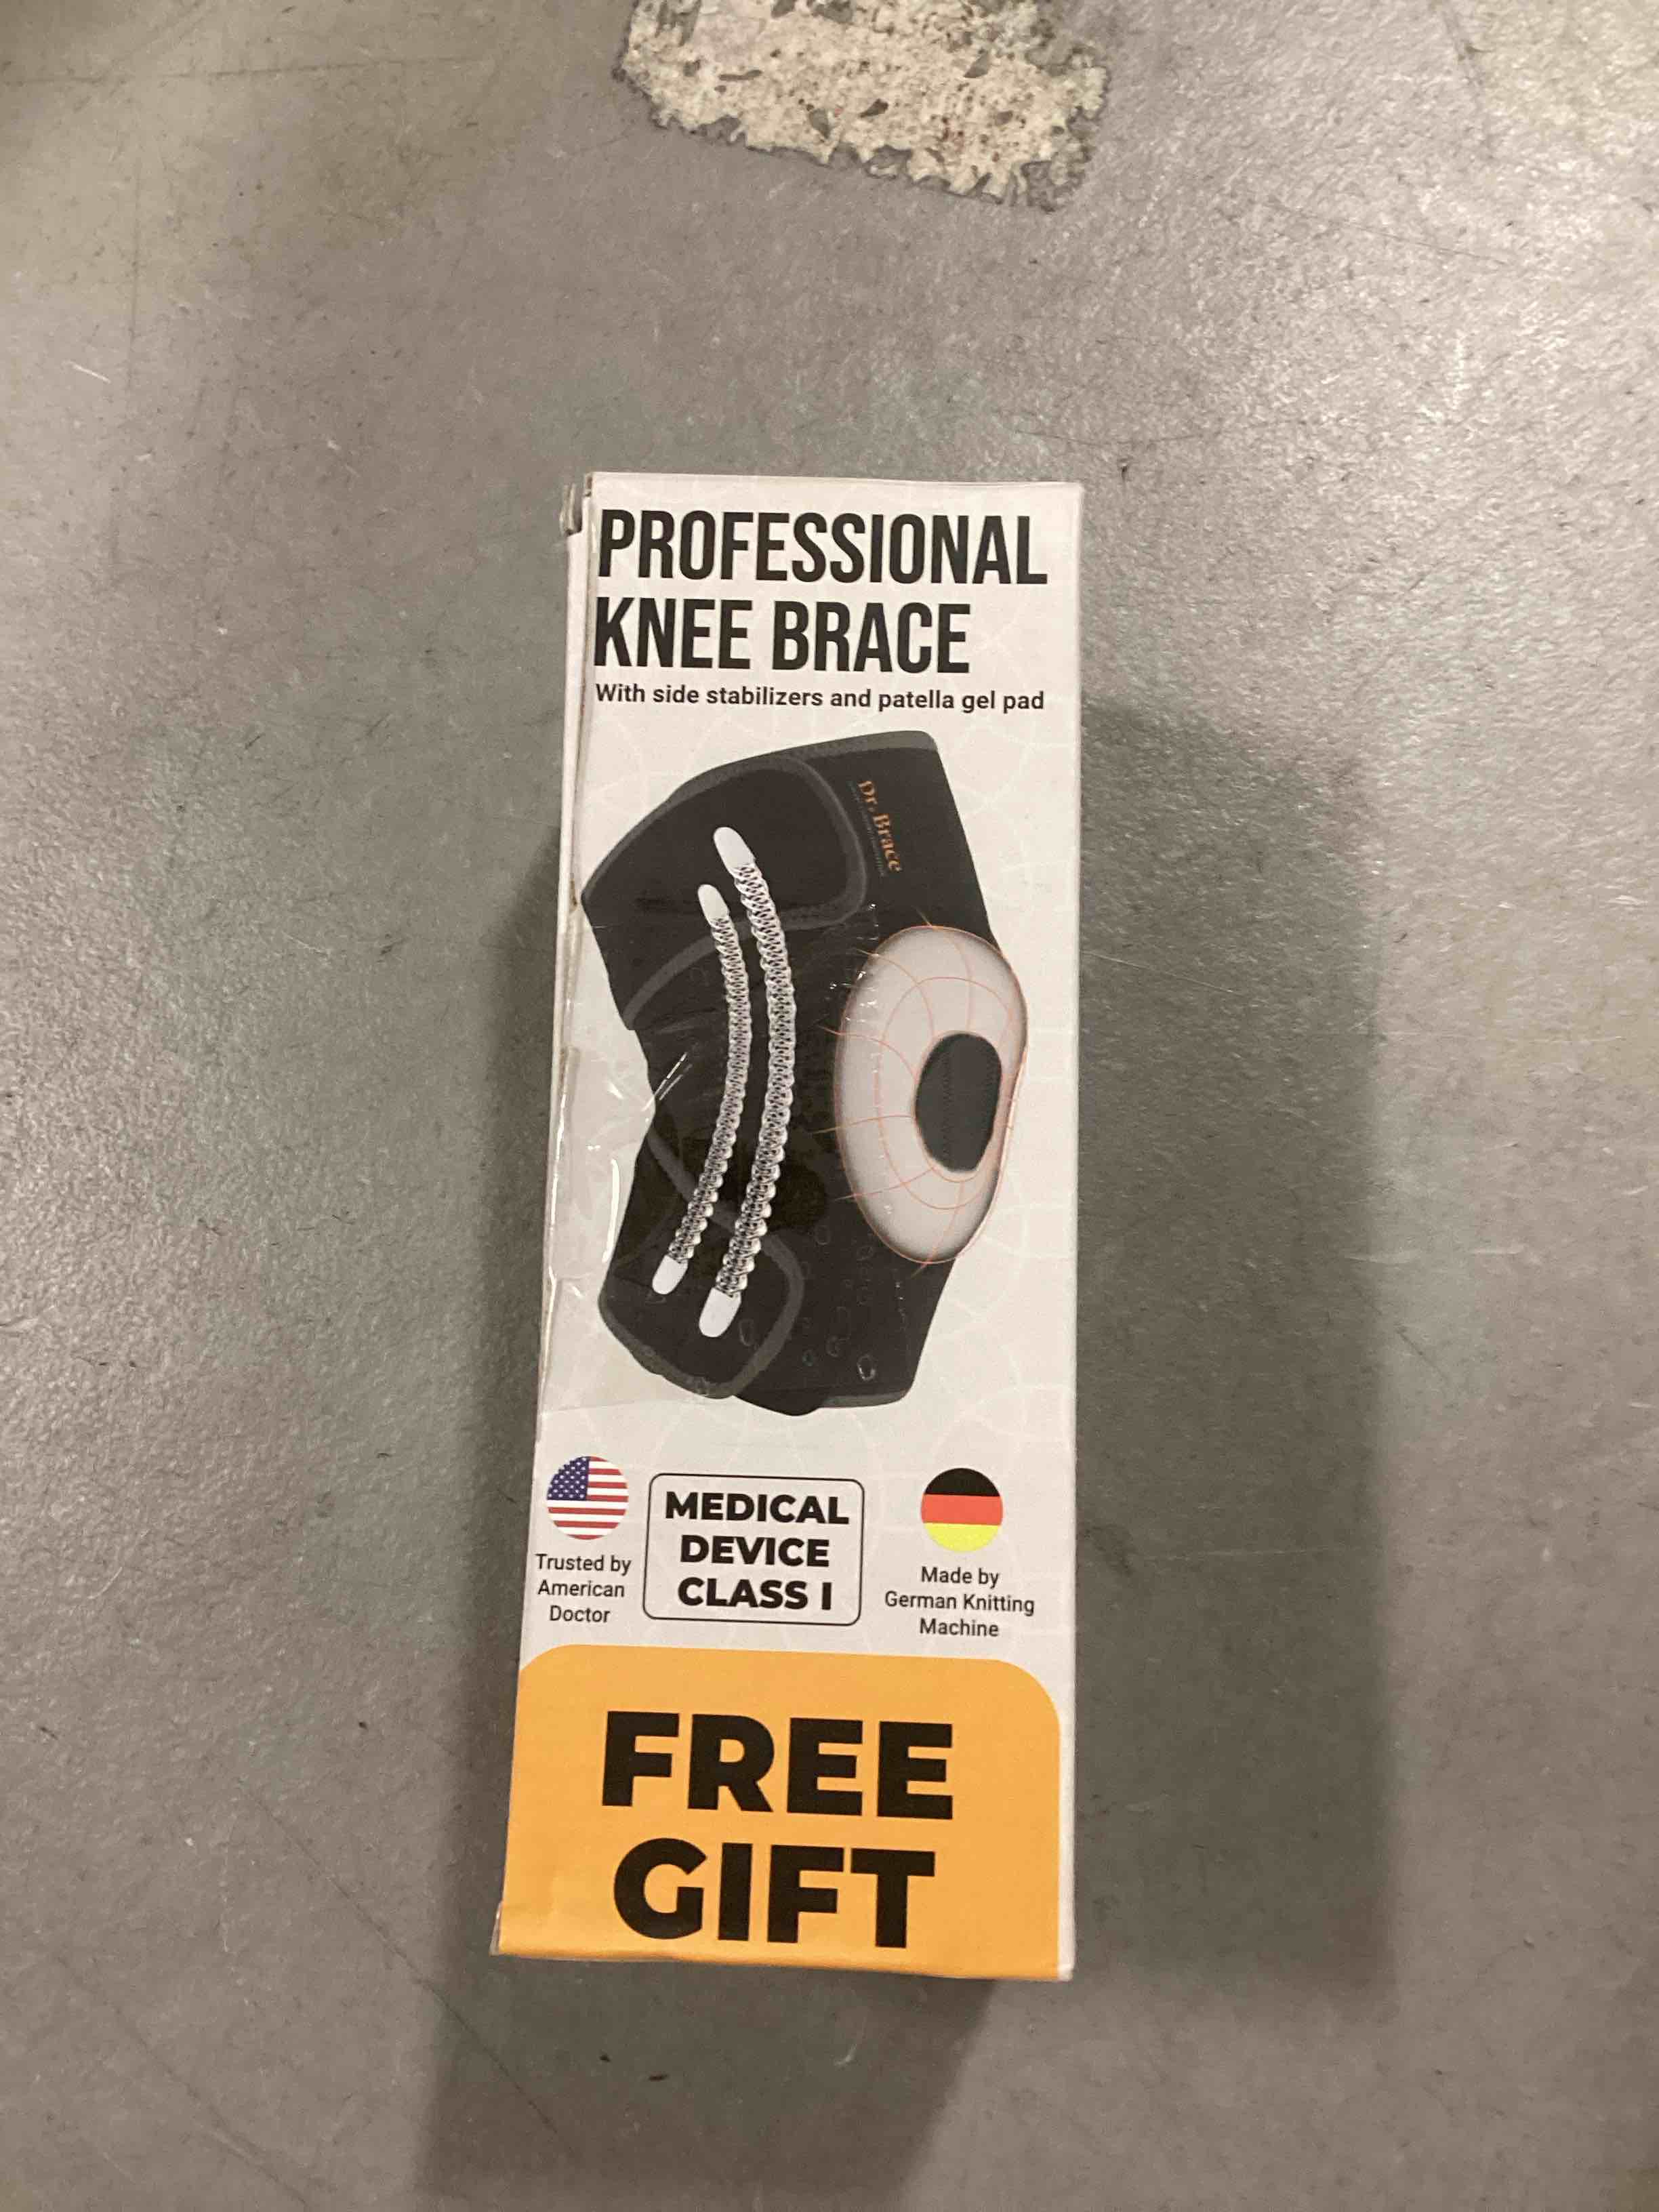 PROFESSIONAL
KNEE BRACE
With side stabilizers and patella gel pad
Dr. Brace
Trusted by
American
Doctor
MEDICAL
DEVICE
CLASS I
Made by
German Knitting
Machine
FREE
GIFT